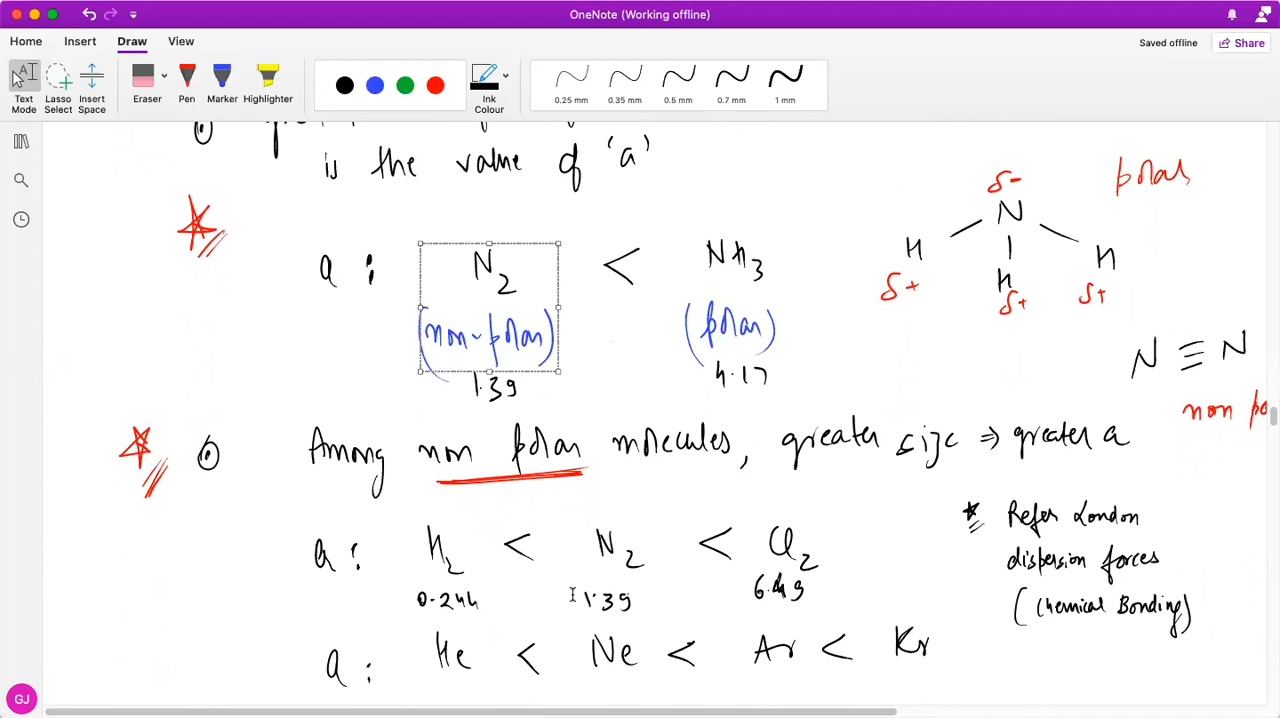 OneNote (Working offline)
Home Insert Draw View
Saved offline
Share
Text Mode
Lasso Select
Insert Space
Eraser
Pen
Marker
Highlighter
Ink Colour
0.25 mm 0.35 mm 0.5 mm 0.7 mm 1 mm
is the value of 'a'
a : N2 < NH3
(non-polar) (polar)
1.39 4.17
polar
δ-
N
H H H
δ+ δ+ δ+
N ≡ N
non po
Among non polar molecules, greater size ⇒ greater a
a : H2 < N2 < Cl2
0.244 1.39 6.49
a : He < Ne < Ar < Kr
* Refer London
dispersion forces
(Chemical Bonding)
GJ